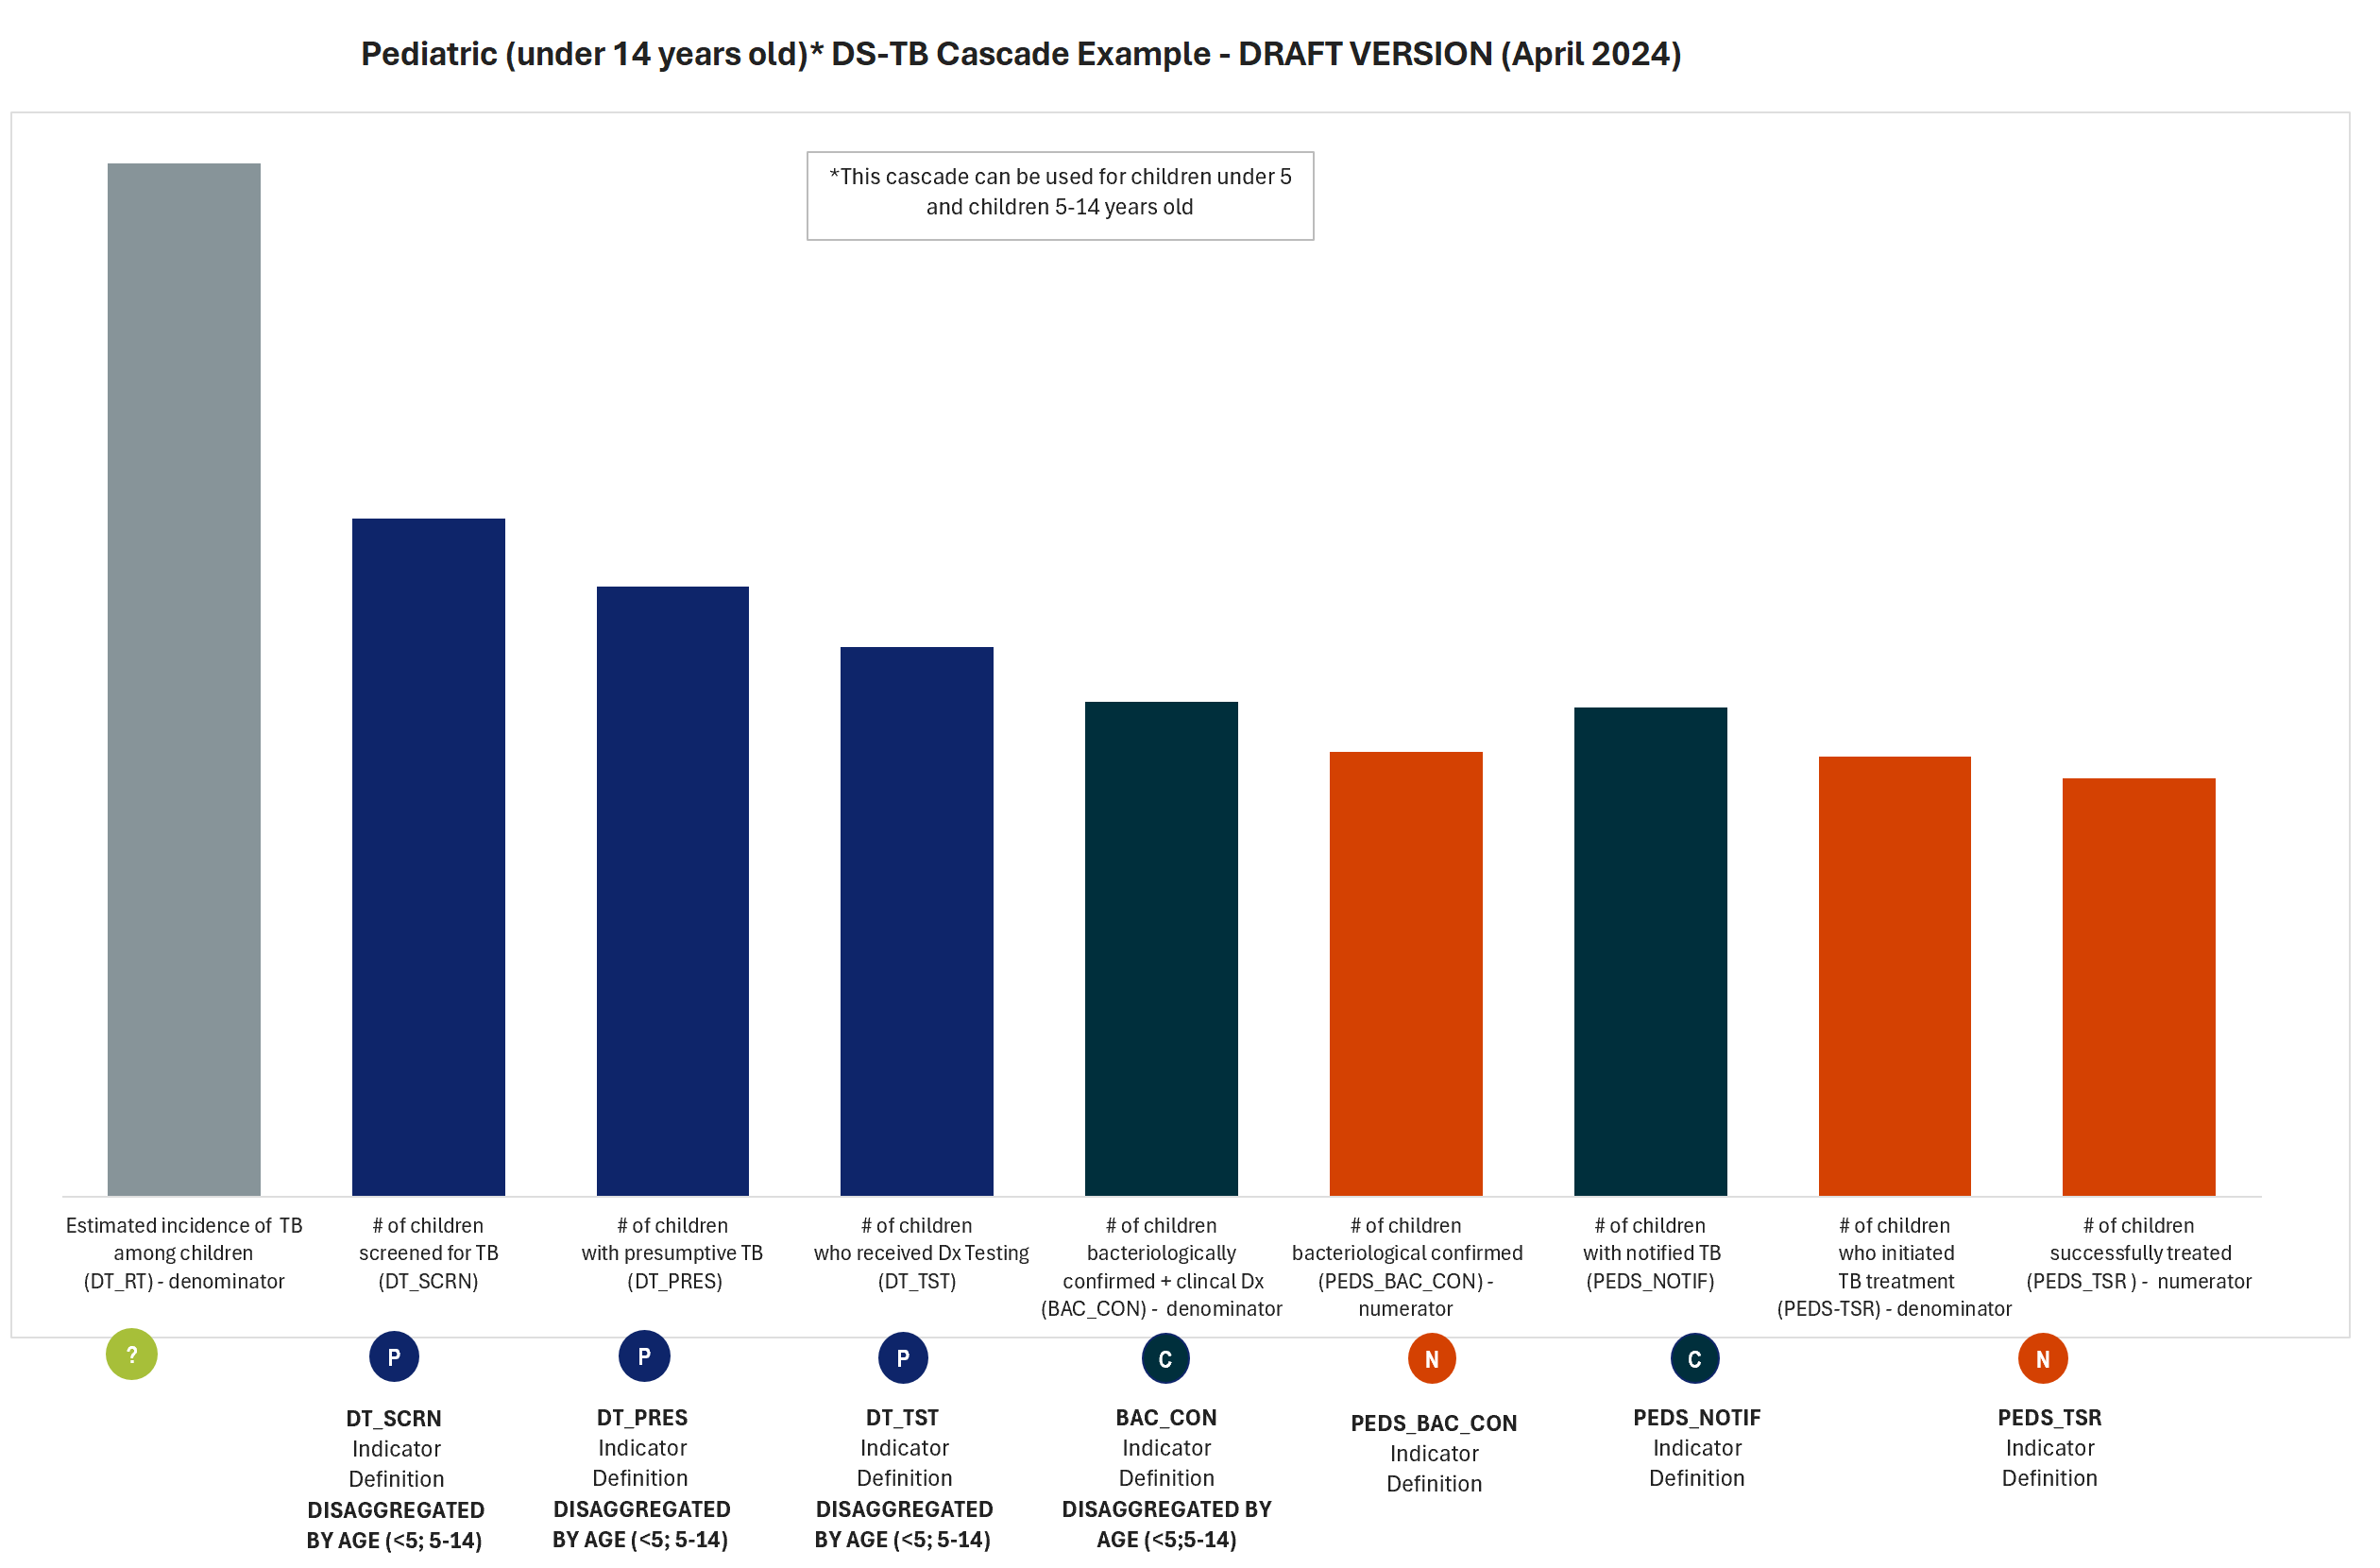 Pediatric (under 14 years old)* DS-TB Cascade Example - DRAFT VERSION (April 2024)
*This cascade can be used for children under 5
and children 5-14 years old
Estimated incidence of TB
among children
(DT_RT) - denominator
# of children
screened for TB
(DT_SCRN)
# of children
with presumptive TB
(DT_PRES)
# of children
who received Dx Testing
(DT_TST)
# of children
bacteriologically
confirmed + clincal Dx
(BAC_CON) - denominator
# of children
bacteriological confirmed
(PEDS_BAC_CON) -
numerator
# of children
with notified TB
(PEDS_NOTIF)
# of children
who initiated
TB treatment
(PEDS-TSR) - denominator
# of children
successfully treated
(PEDS_TSR ) - numerator
?
P
P
P
C
N
C
N
DT_SCRN
Indicator
Definition
DISAGGREGATED
BY AGE (<5; 5-14)
DT_PRES
Indicator
Definition
DISAGGREGATED
BY AGE (<5; 5-14)
DT_TST
Indicator
Definition
DISAGGREGATED
BY AGE (<5; 5-14)
BAC_CON
Indicator
Definition
DISAGGREGATED BY
AGE (<5;5-14)
PEDS_BAC_CON
Indicator
Definition
PEDS_NOTIF
Indicator
Definition
PEDS_TSR
Indicator
Definition